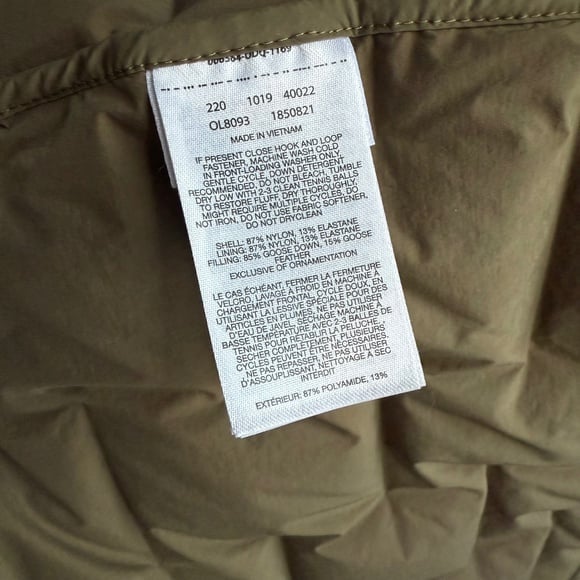 220 1019 40022
OL8093 1850821
MADE IN VIETNAM
IF PRESENT CLOSE HOOK AND LOOP
FASTENER, MACHINE WASH COLD
IN FRONT-LOADING WASHER ONLY,
GENTLE CYCLE, DOWN DETERGENT
RECOMMENDED, DO NOT BLEACH, TUMBLE
DRY LOW WITH 2-3 CLEAN TENNIS BALLS
TO RESTORE FLUFF, DRY THOROUGHLY,
MIGHT REQUIRE MULTIPLE CYCLES, DO
NOT IRON, DO NOT USE FABRIC SOFTENER,
DO NOT DRYCLEAN
SHELL: 87% NYLON, 13% ELASTANE
LINING: 87% NYLON, 13% ELASTANE
FILLING: 85% GOOSE DOWN, 15% GOOSE
FEATHER
EXCLUSIVE OF ORNAMENTATION
LE CAS ÉCHÉANT, FERMER LA FERMETURE
VELCRO, LAVAGE À FROID EN MACHINE À
CHARGEMENT FRONTAL, CYCLE DOUX, EN
UTILISANT LA LESSIVE SPÉCIALE POUR DES
ARTICLES EN PLUMES, NE PAS UTILISER
D'EAU DE JAVEL, SÉCHAGE MACHINE À
BASSE TEMPÉRATURE AVEC 2-3 BALLES DE
TENNIS POUR RÉTABLIR LA PELUCHE,
SÉCHER COMPLÈTEMENT, PLUSIEURS
CYCLES PEUVENT ÊTRE NÉCESSAIRES,
NE PAS REPASSER, NE PAS UTILISER
D'ASSOUPLISSANT, NETTOYAGE À SEC
INTERDIT
EXTÉRIEUR: 87% POLYAMIDE, 13%